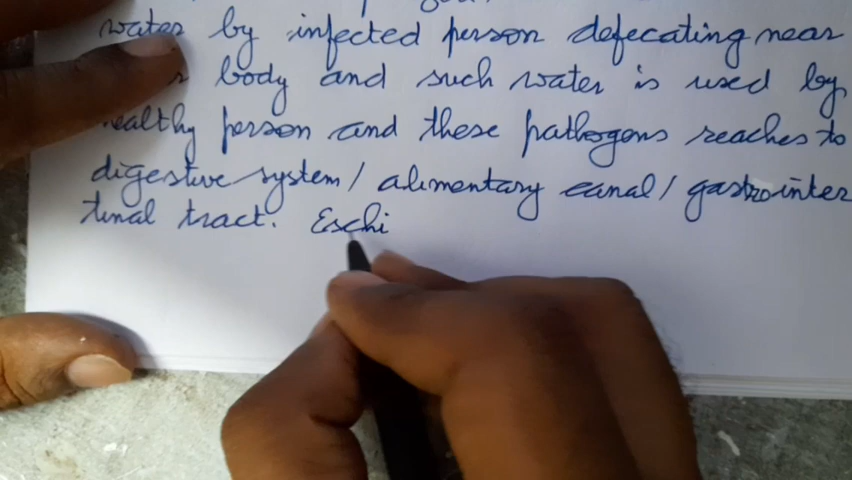 water by infected person defecating near
body and such water is used by
healthy person and these pathogens reaches to
digestive system/ alimentary canal/ gastrointer
tinal tract. Eschi